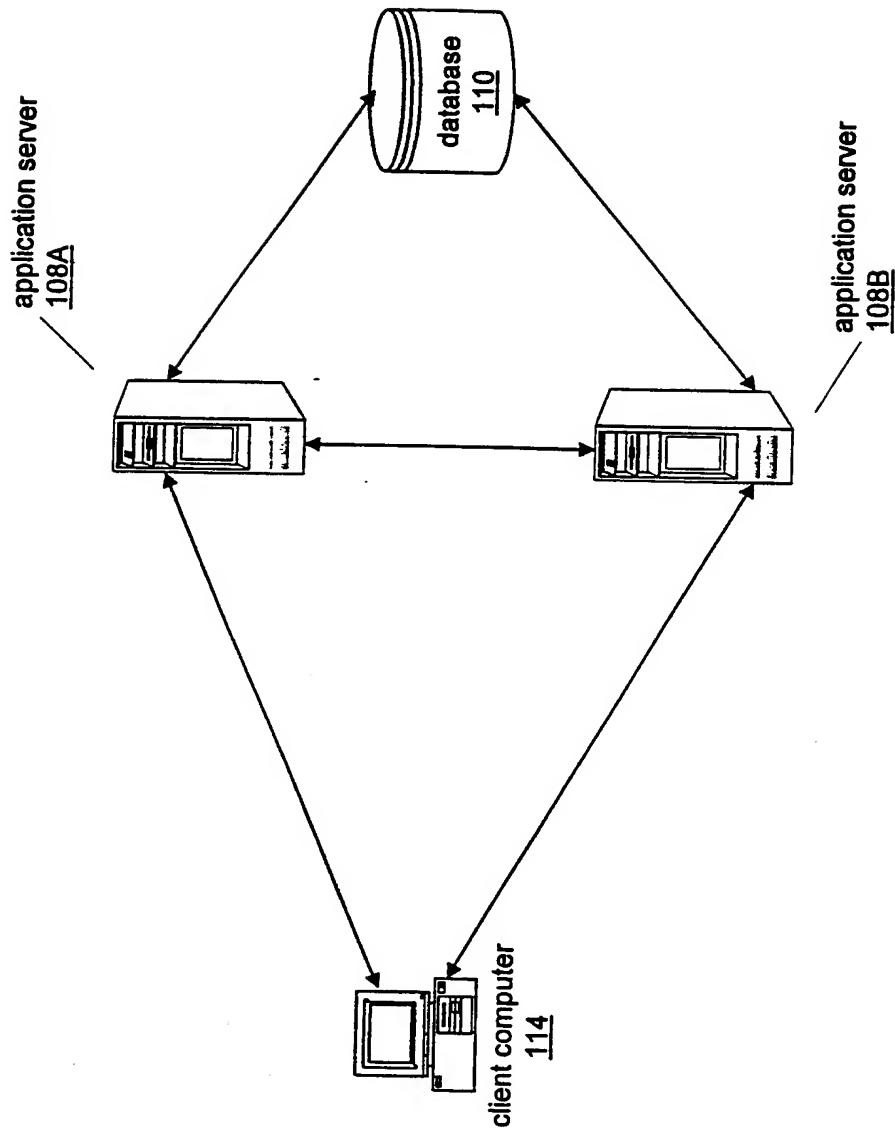 application server
108A
database
110
client computer
114
application server
108B